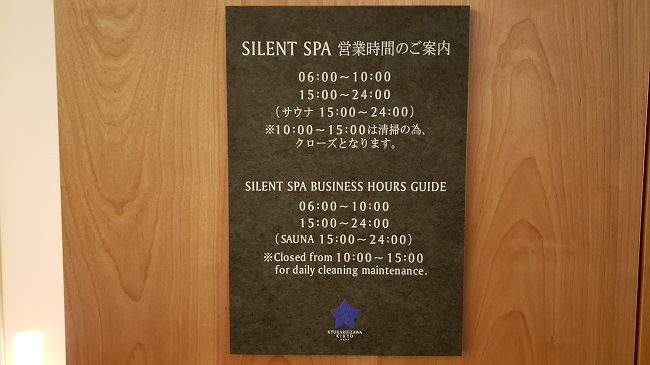 SILENT SPA 営業時間のご案内
06:00～10:00
15:00～24:00
（サウナ 15:00～24:00）
※10:00～15:00は清掃の為、
クローズとなります。
SILENT SPA BUSINESS HOURS GUIDE
06:00～10:00
15:00～24:00
（SAUNA 15:00～24:00）
※Closed from 10:00～15:00
for daily cleaning maintenance.
KYUKARUIZAWA
KIKYO